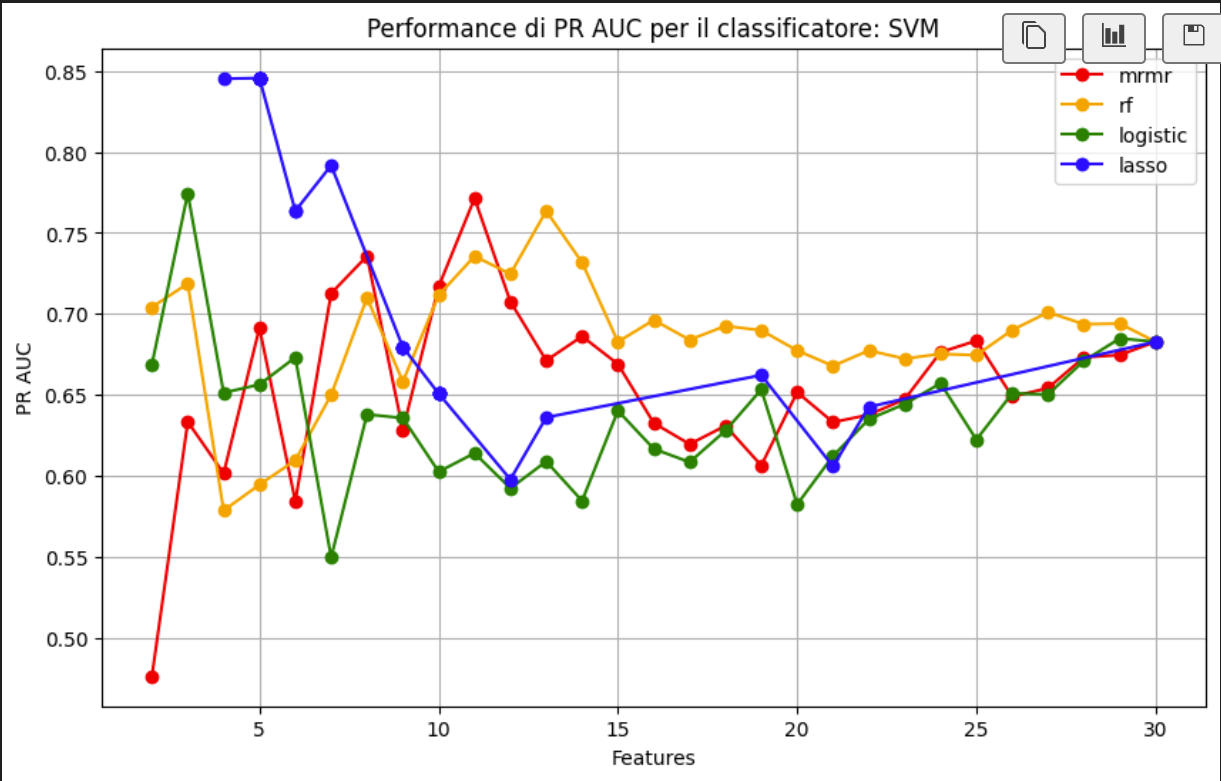 Performance di PR AUC per il classificatore: SVM
mrmr
rf
logistic
lasso
PR AUC
0.85
0.80
0.75
0.70
0.65
0.60
0.55
0.50
5 10 15 20 25 30
Features